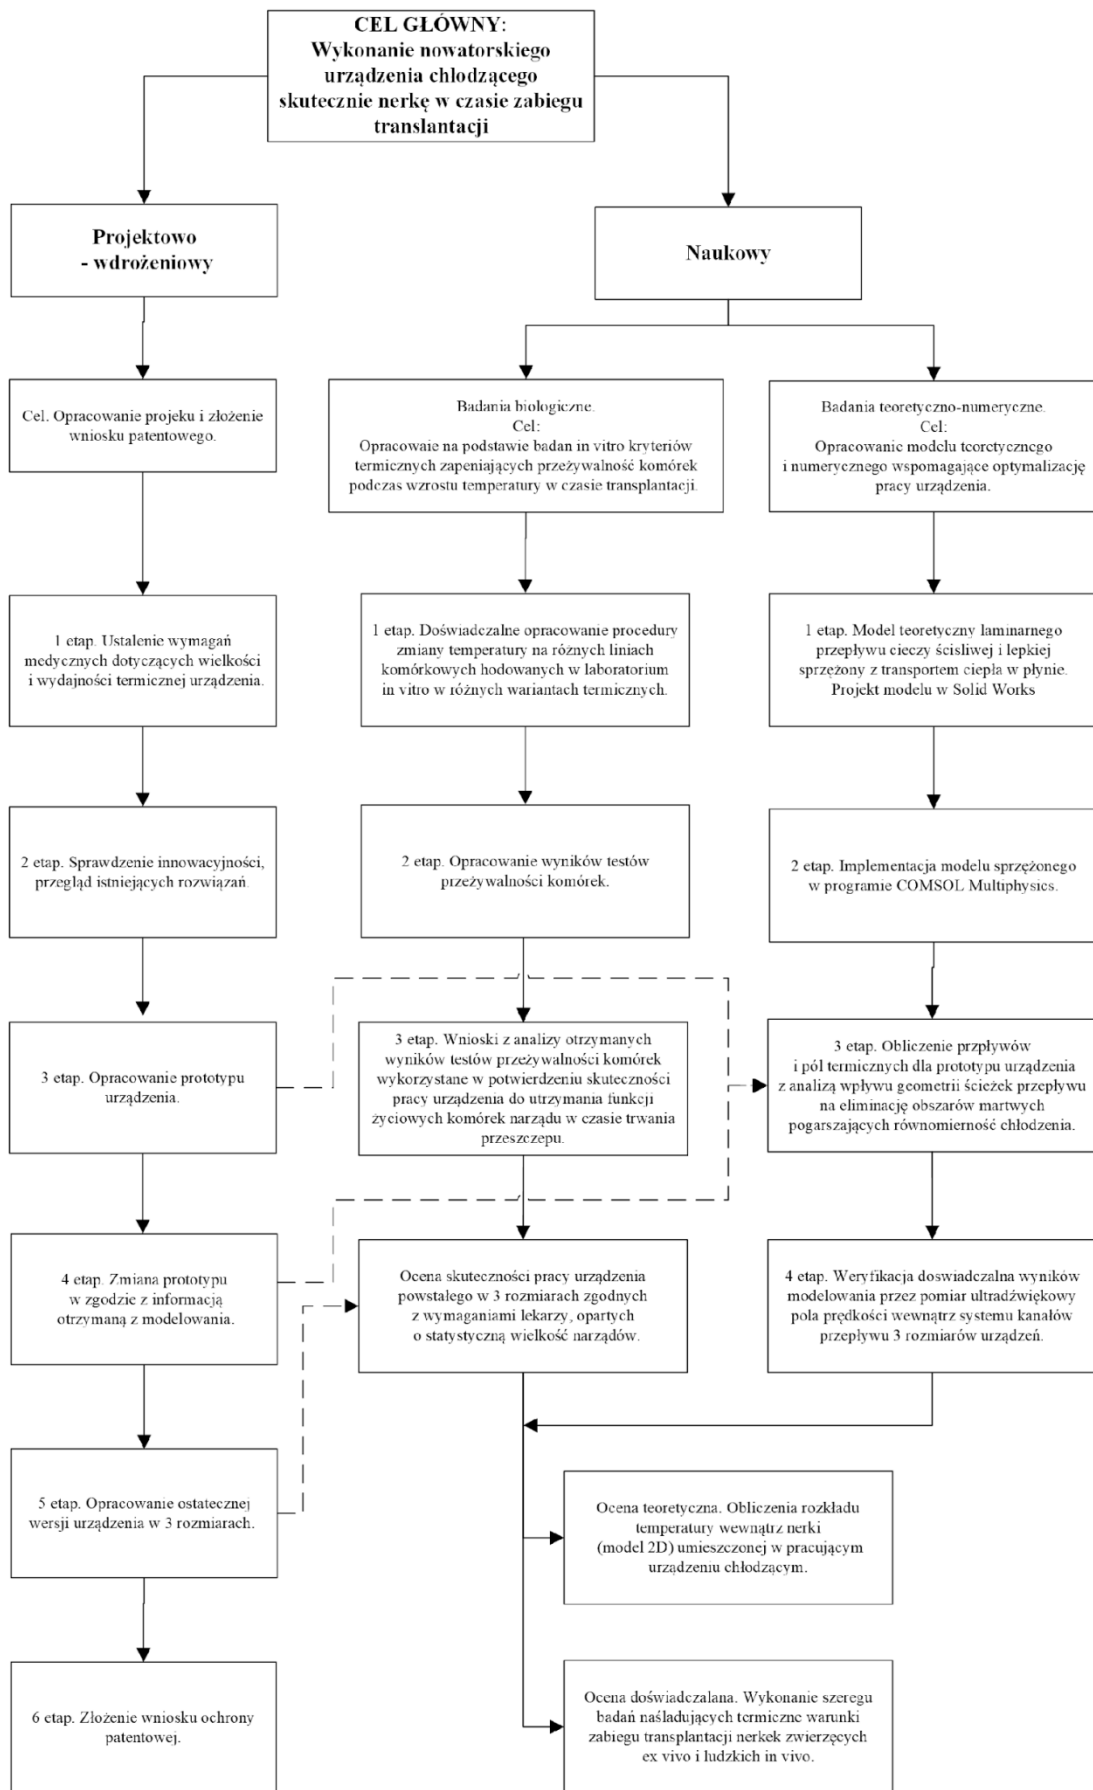 CEL GŁÓWNY:
Wykonanie nowatorskiego
urządzenia chłodzącego
skutecznie nerkę w czasie zabiegu
translantacji
Projektowo
- wdrożeniowy
Naukowy
Cel. Opracowanie projeku i złożenie
wniosku patentowego.
Badania biologiczne.
Cel:
Opracowaie na podstawie badan in vitro kryteriów
termicznych zapeniających przeżywalność komórek
podczas wzrostu temperatury w czasie transplantacji.
Badania teoretyczno-numeryczne.
Cel:
Opracowanie modelu teoretycznego
i numerycznego wspomagające optymalizację
pracy urządzenia.
1 etap. Ustalenie wymagań
medycznych dotyczących wielkości
i wydajności termicznej urządzenia.
1 etap. Doświadczalne opracowanie procedury
zmiany temperatury na różnych liniach
komórkowych hodowanych w laboratorium
in vitro w różnych wariantach termicznych.
1 etap. Model teoretyczny laminarnego
przepływu cieczy ścisliwej i lepkiej
sprzężony z transportem ciepła w płynie.
Projekt modelu w Solid Works
2 etap. Sprawdzenie innowacyjności,
przegląd istniejących rozwiązań.
2 etap. Opracowanie wyników testów
przeżywalności komórek.
2 etap. Implementacja modelu sprzężonego
w programie COMSOL Multiphysics.
3 etap. Opracowanie prototypu
urządzenia.
3 etap. Wnioski z analizy otrzymanych
wyników testów przeżywalności komórek
wykorzystane w potwierdzeniu skuteczności
pracy urządzenia do utrzymania funkcji
życiowych komórek narządu w czasie trwania
przeszczepu.
3 etap. Obliczenie przpływów
i pól termicznych dla prototypu urządzenia
z analizą wpływu geometrii ścieżek przepływu
na eliminację obszarów martwych
pogarszających równomierność chłodzenia.
4 etap. Zmiana prototypu
w zgodzie z informacją
otrzymaną z modelowania.
Ocena skuteczności pracy urządzenia
powstałego w 3 rozmiarach zgodnych
z wymaganiami lekarzy, opartych
o statystyczną wielkość narządów.
4 etap. Weryfikacja doswiadczalna wyników
modelowania przez pomiar ultradźwiękowy
pola prędkości wewnątrz systemu kanałów
przepływu 3 rozmiarów urządzeń.
5 etap. Opracowanie ostatecznej
wersji urządzenia w 3 rozmiarach.
Ocena teoretyczna. Obliczenia rozkładu
temperatury wewnątrz nerki
(model 2D) umieszczonej w pracującym
urządzeniu chłodzącym.
6 etap. Złożenie wniosku ochrony
patentowej.
Ocena doświadczalana. Wykonanie szeregu
badań naśladujących termiczne warunki
zabiegu transplantacji nerkek zwierzęcych
ex vivo i ludzkich in vivo.